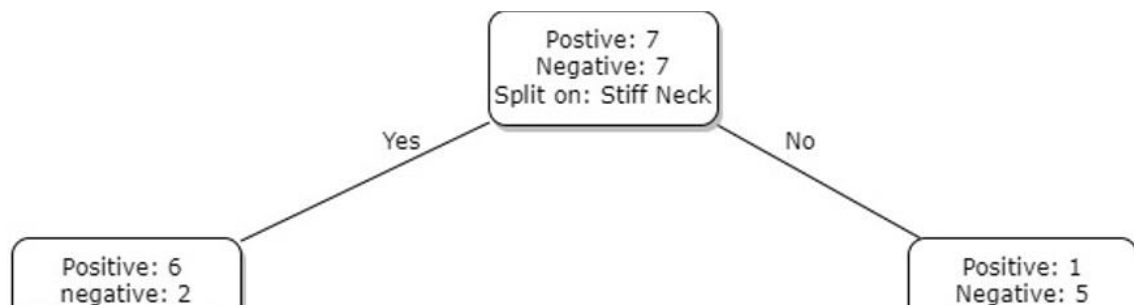 Postive: 7
Negative: 7
Split on: Stiff Neck
Yes
No
Positive: 6
negative: 2
Positive: 1
Negative: 5